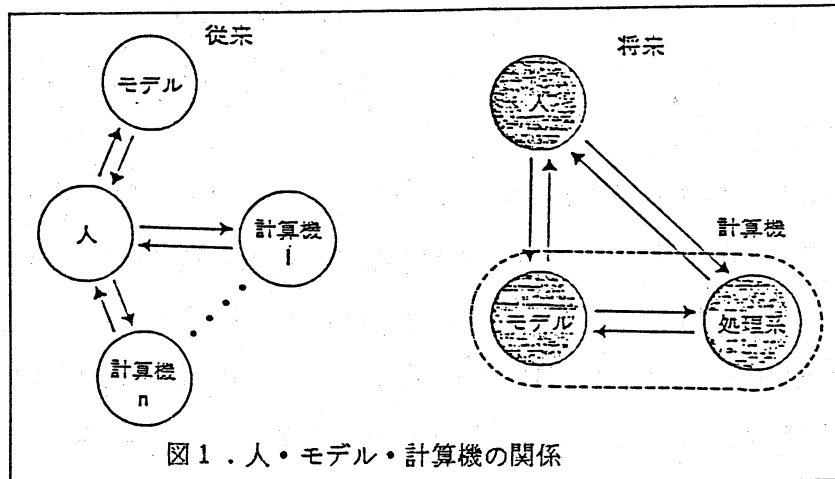 従来
モデル
人
計算機
i
計算機
n
将来
人
計算機
モデル
処理系
図1.人・モデル・計算機の関係